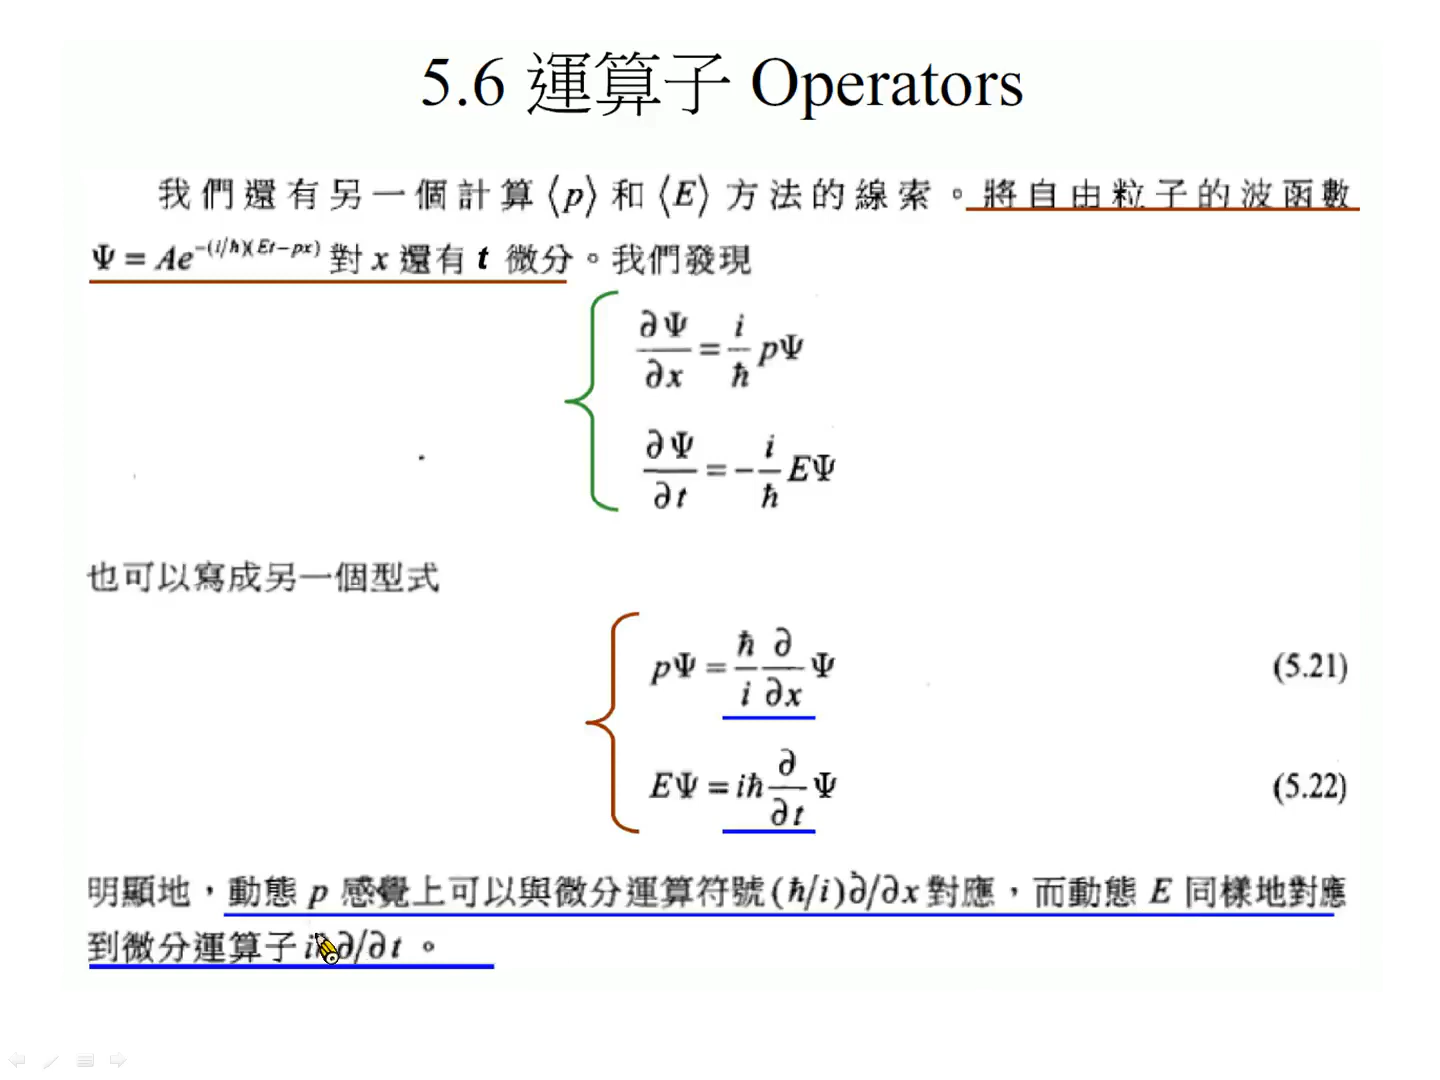 5.6 運算子 Operators
我們還有另一個計算⟨p⟩和⟨E⟩方法的線索。將自由粒子的波函數
Ψ = Ae^{-(i/ħ)(Et-px)} 對 x 還有 t 微分。我們發現
∂Ψ/∂x = i/ħ pΨ
∂Ψ/∂t = -i/ħ EΨ
也可以寫成另一個型式
pΨ = ħ/i ∂/∂x Ψ (5.21)
EΨ = iħ ∂/∂t Ψ (5.22)
明顯地，動態 p 感覺上可以與微分運算符號(ħ/i)∂/∂x對應，而動態 E 同樣地對應
到微分運算子 iħ∂/∂t。